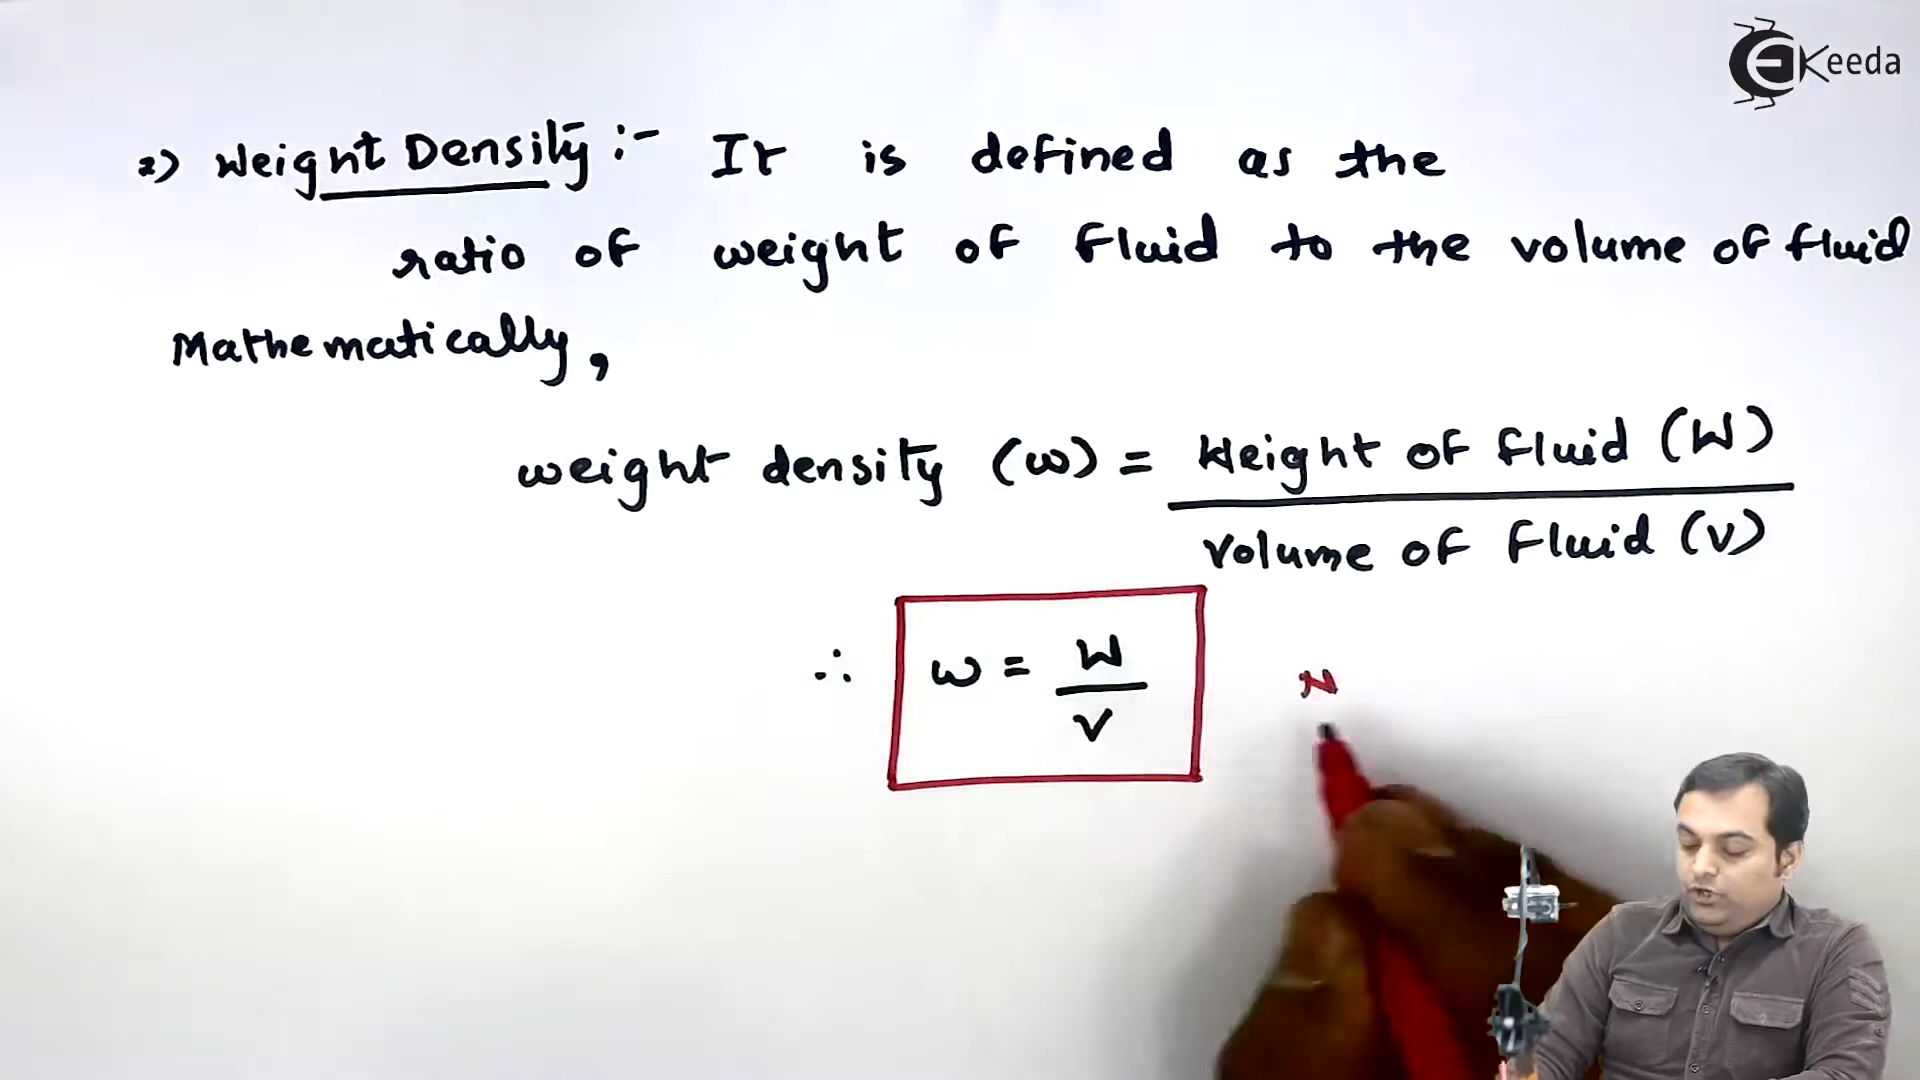 Keeda
2) Weight Density :- It is defined as the
ratio of weight of fluid to the volume of fluid
Mathematically,
weight density (w) = Weight of fluid (W)
volume of fluid (V)
∴ w = W
V
N